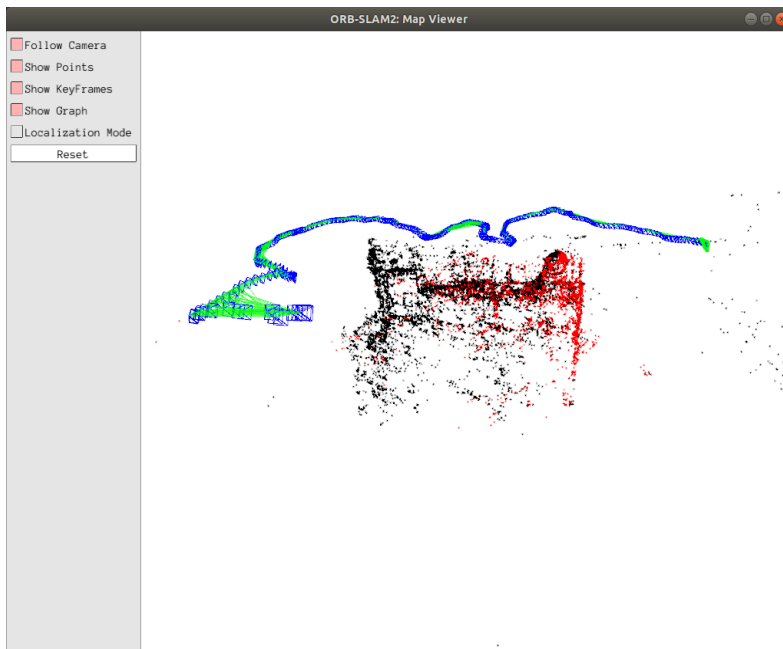 ORB-SLAM2: Map Viewer
Follow Camera
Show Points
Show KeyFrames
Show Graph
Localization Mode
Reset